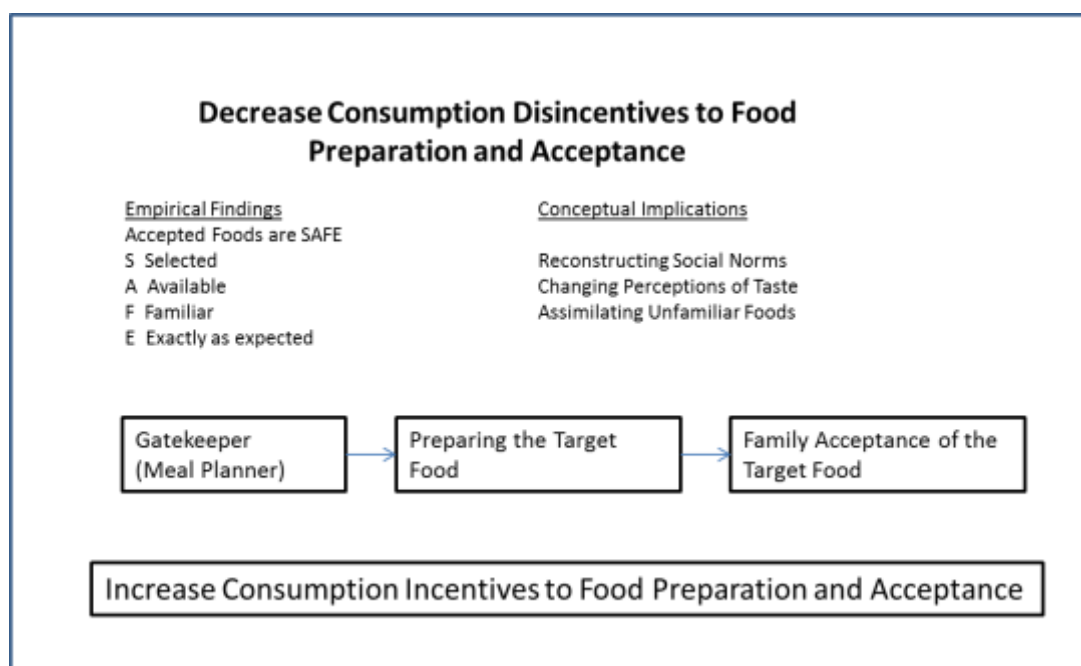 Decrease Consumption Disincentives to Food
Preparation and Acceptance
Empirical Findings
Accepted Foods are SAFE
S Selected
A Available
F Familiar
E Exactly as expected
Conceptual Implications
Reconstructing Social Norms
Changing Perceptions of Taste
Assimilating Unfamiliar Foods
Gatekeeper
(Meal Planner)
Preparing the Target
Food
Family Acceptance of the
Target Food
Increase Consumption Incentives to Food Preparation and Acceptance